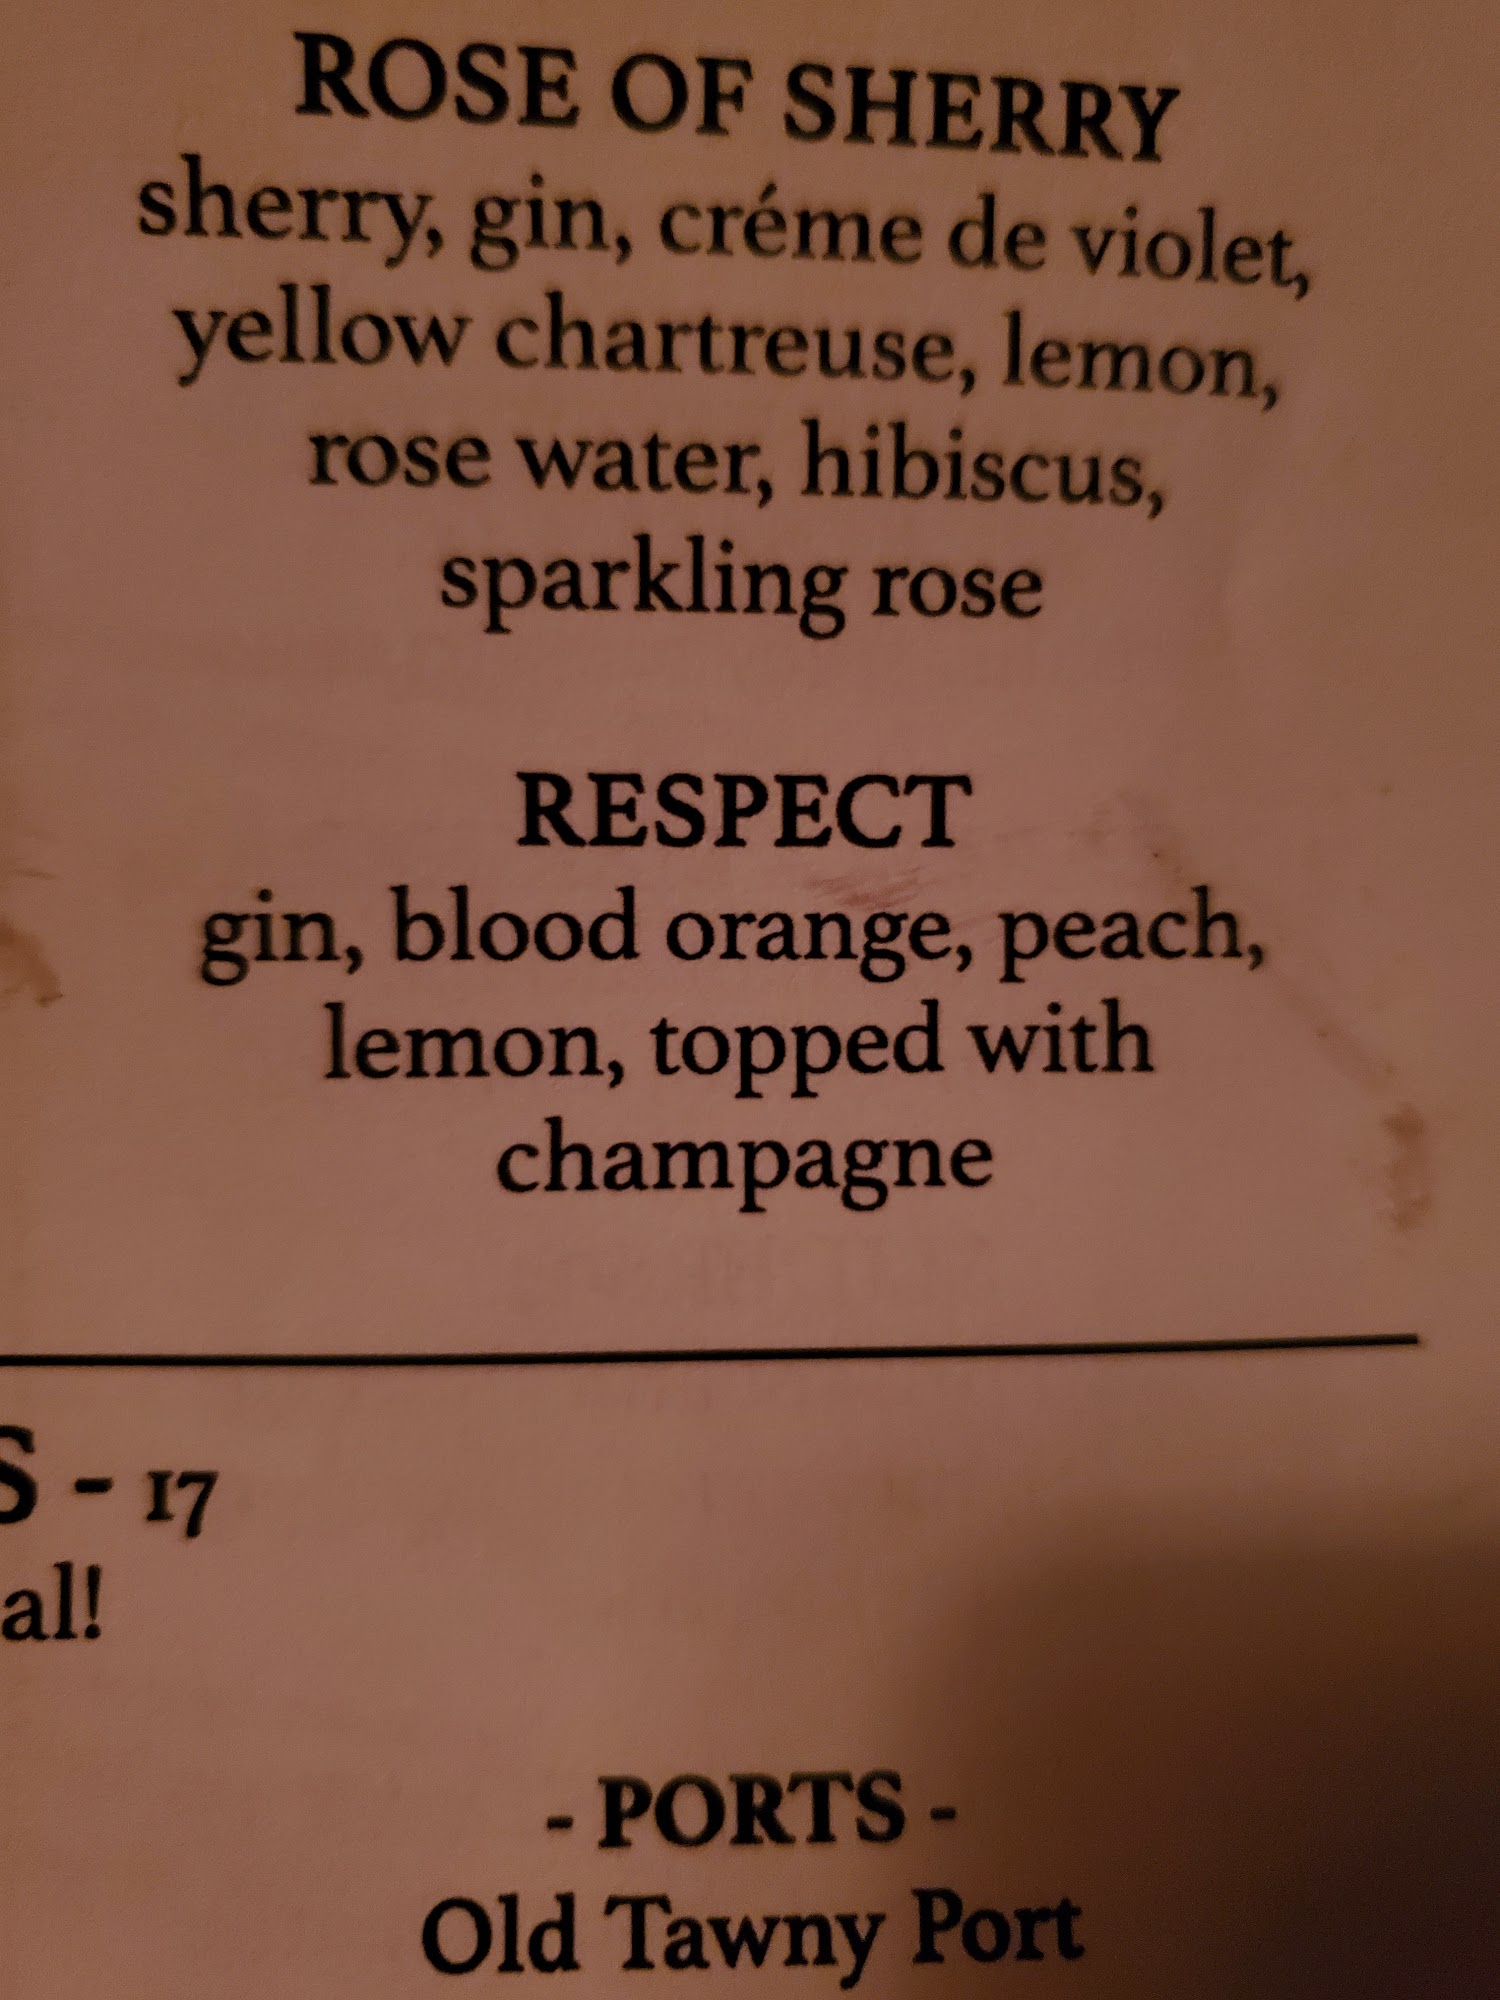 ROSE OF SHERRY
sherry, gin, créme de violet,
yellow chartreuse, lemon,
rose water, hibiscus,
sparkling rose
RESPECT
gin, blood orange, peach,
lemon, topped with
champagne
S - 17
al!
- PORTS -
Old Tawny Port